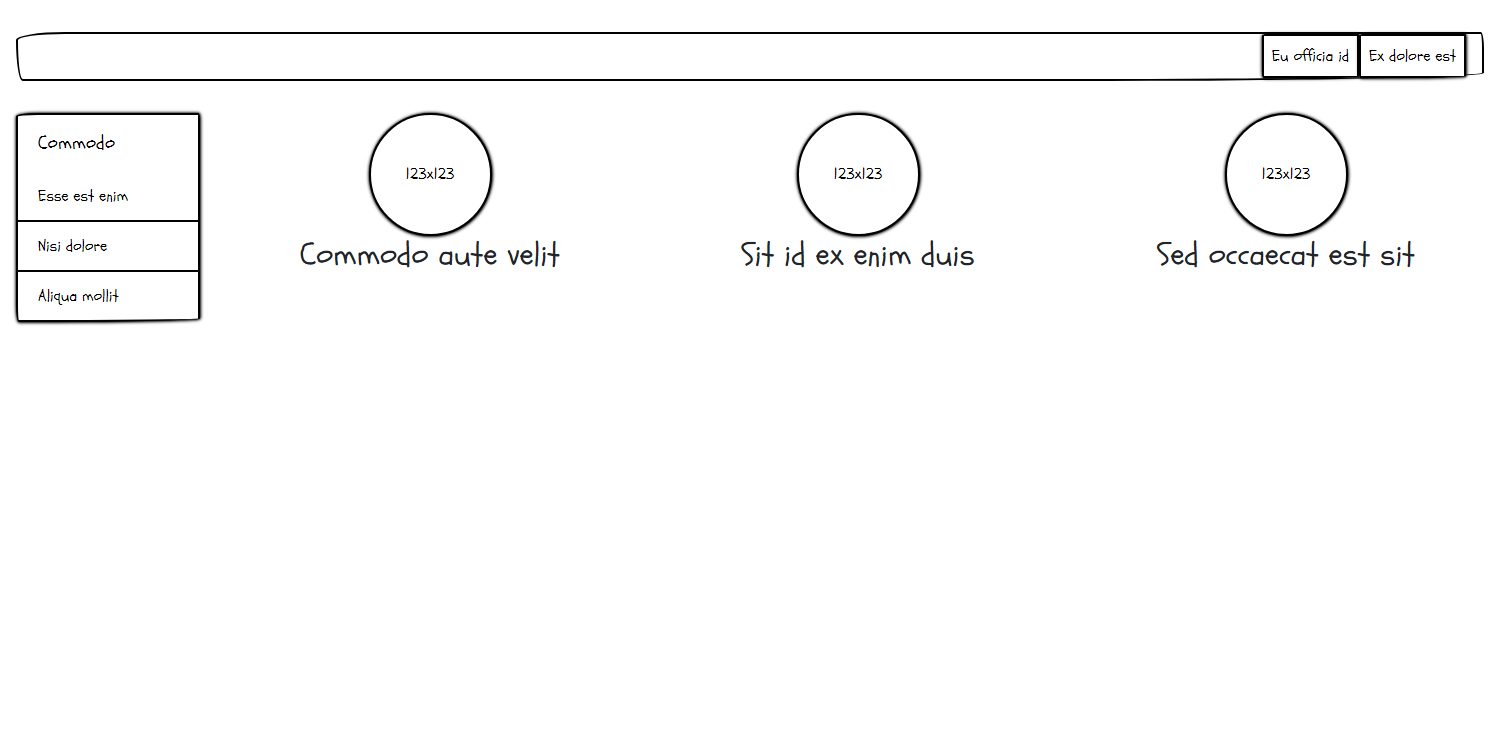 Eu officia id
Ex dolore est
Commodo
Esse est enim
Nisi dolore
Aliqua mollit
123x123
Commodo aute velit
123x123
Sit id ex enim duis
123x123
Sed occaecat est sit